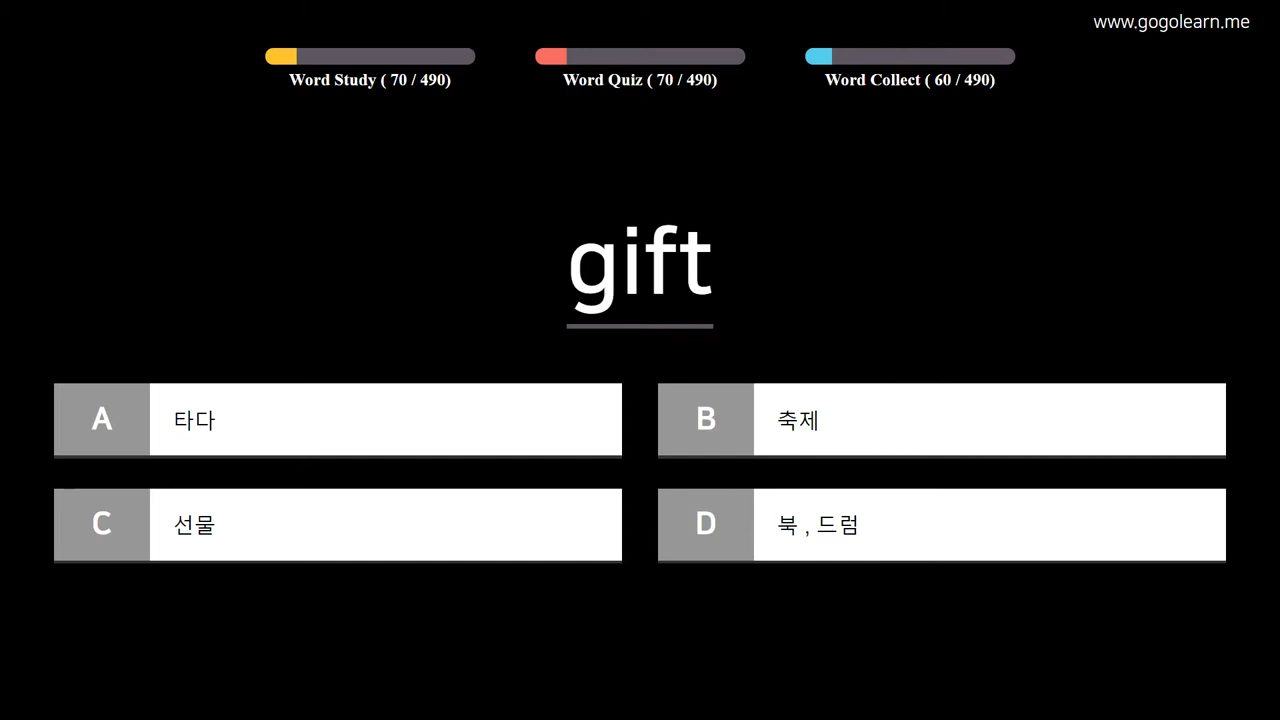 www.gogolearn.me
Word Study ( 70 / 490)
Word Quiz ( 70 / 490)
Word Collect ( 60 / 490)
gift
A 타다
B 축제
C 선물
D 북 , 드럼